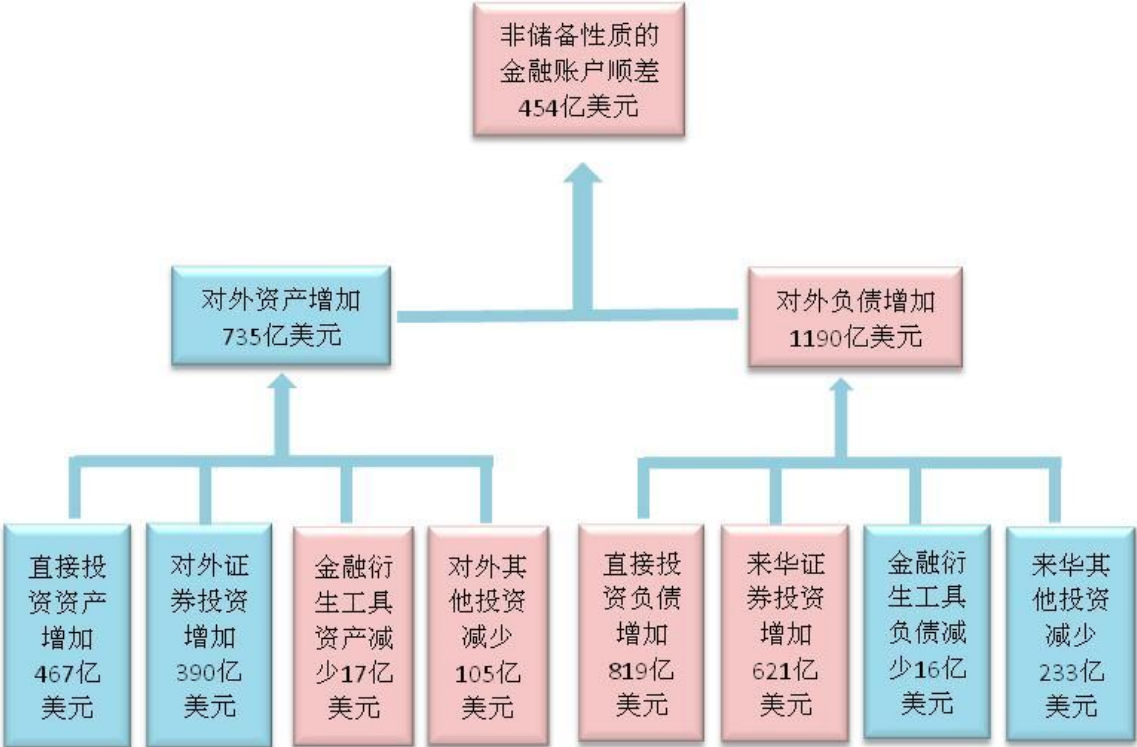 非储备性质的
金融账户顺差
454亿美元
对外资产增加
735亿美元
对外负债增加
1190亿美元
直接投
资资产
增加
467亿
美元
对外证
券投资
增加
390亿
美元
金融衍
生工具
资产减
少17亿
美元
对外其
他投资
减少
105亿
美元
直接投
资负债
增加
819亿
美元
来华证
券投资
增加
621亿
美元
金融衍
生工具
负债减
少16亿
美元
来华其
他投资
减少
233亿
美元